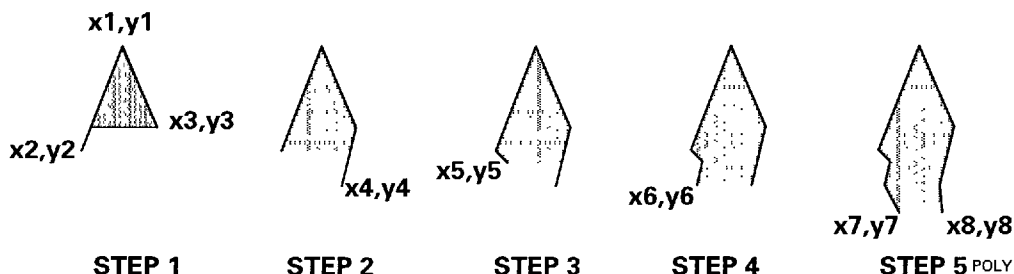 x1,y1
x2,y2
x3,y3
x4,y4
x5,y5
x6,y6
x7,y7
x8,y8
STEP 1
STEP 2
STEP 3
STEP 4
STEP 5
POLY